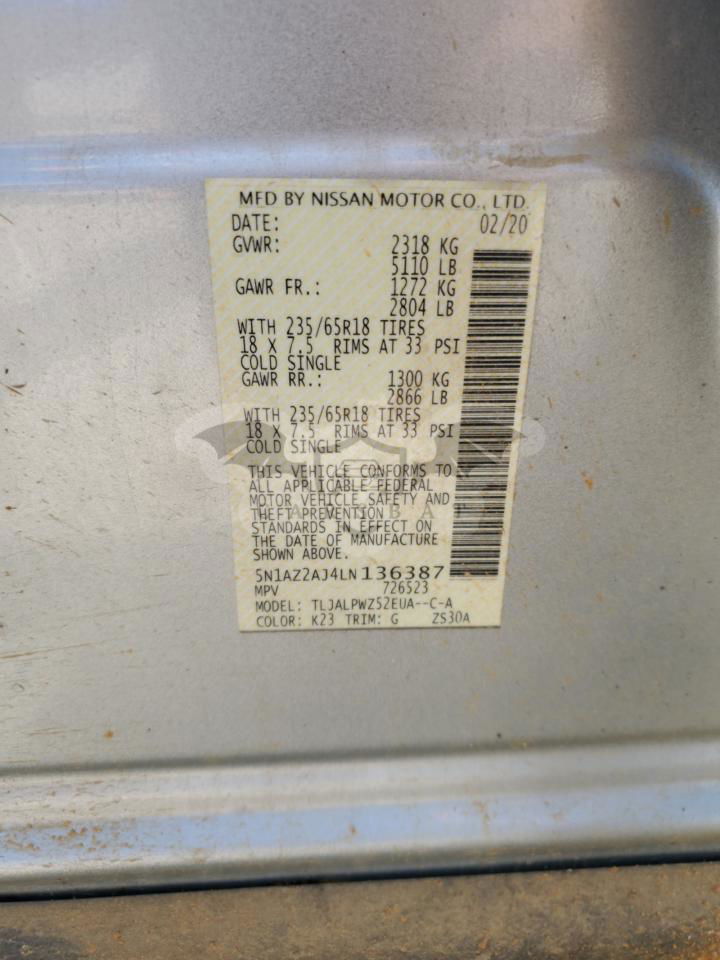 MFD BY NISSAN MOTOR CO., LTD.
DATE: 02/20
GVWR: 2318 KG
5110 LB
GAWR FR.: 1272 KG
2804 LB
WITH 235/65R18 TIRES
18 X 7.5 RIMS AT 33 PSI
COLD SINGLE
GAWR RR.: 1300 KG
2866 LB
WITH 235/65R18 TIRES
18 X 7.5 RIMS AT 33 PSI
COLD SINGLE
THIS VEHICLE CONFORMS TO
ALL APPLICABLE FEDERAL
MOTOR VEHICLE SAFETY AND
THEFT PREVENTION
STANDARDS IN EFFECT ON
THE DATE OF MANUFACTURE
SHOWN ABOVE.
5N1AZ2AJ4LN136387
MPV 726523
MODEL: TLJALPWZ52EUA--C-A
COLOR: K23 TRIM: G ZS30A